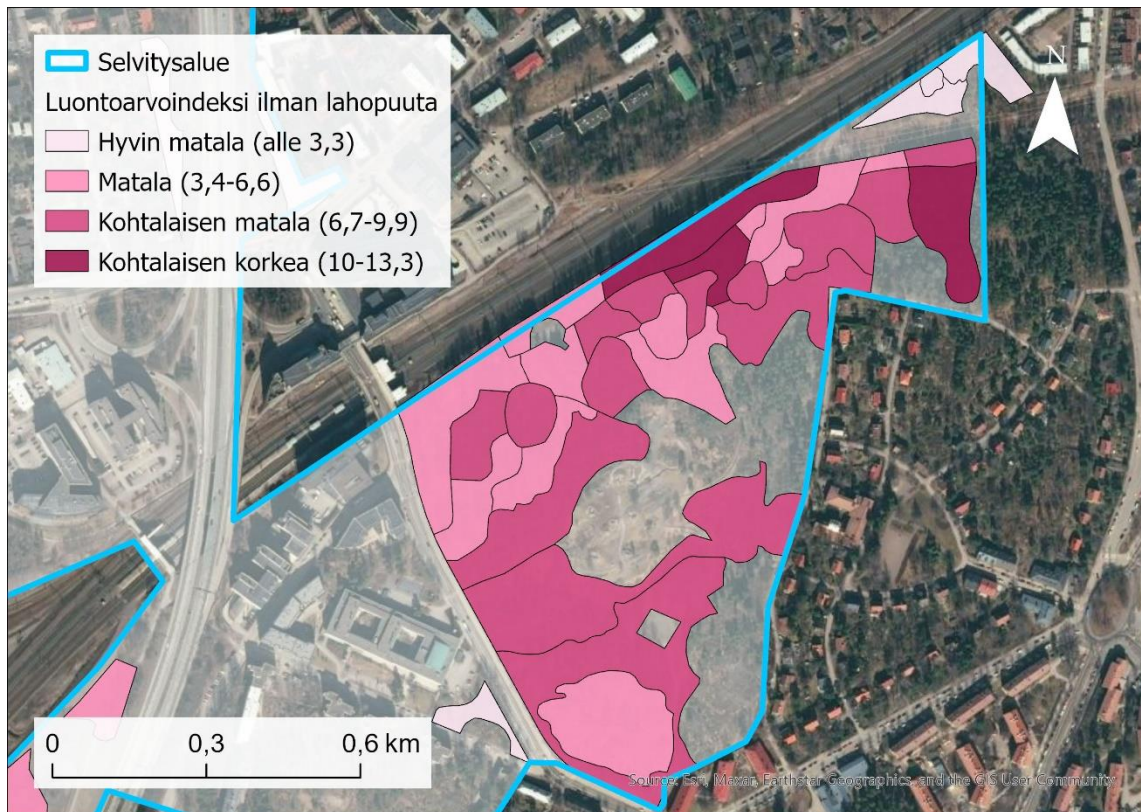 Selvitysalue
Luontoarvoindeksi ilman lahopuuta
Hyvin matala (alle 3,3)
Matala (3,4-6,6)
Kohtalaisen matala (6,7-9,9)
Kohtalaisen korkea (10-13,3)
N
0 0,3 0,6 km
Source: Esri, Maxar, Earthstar Geographics, and the GIS User Community